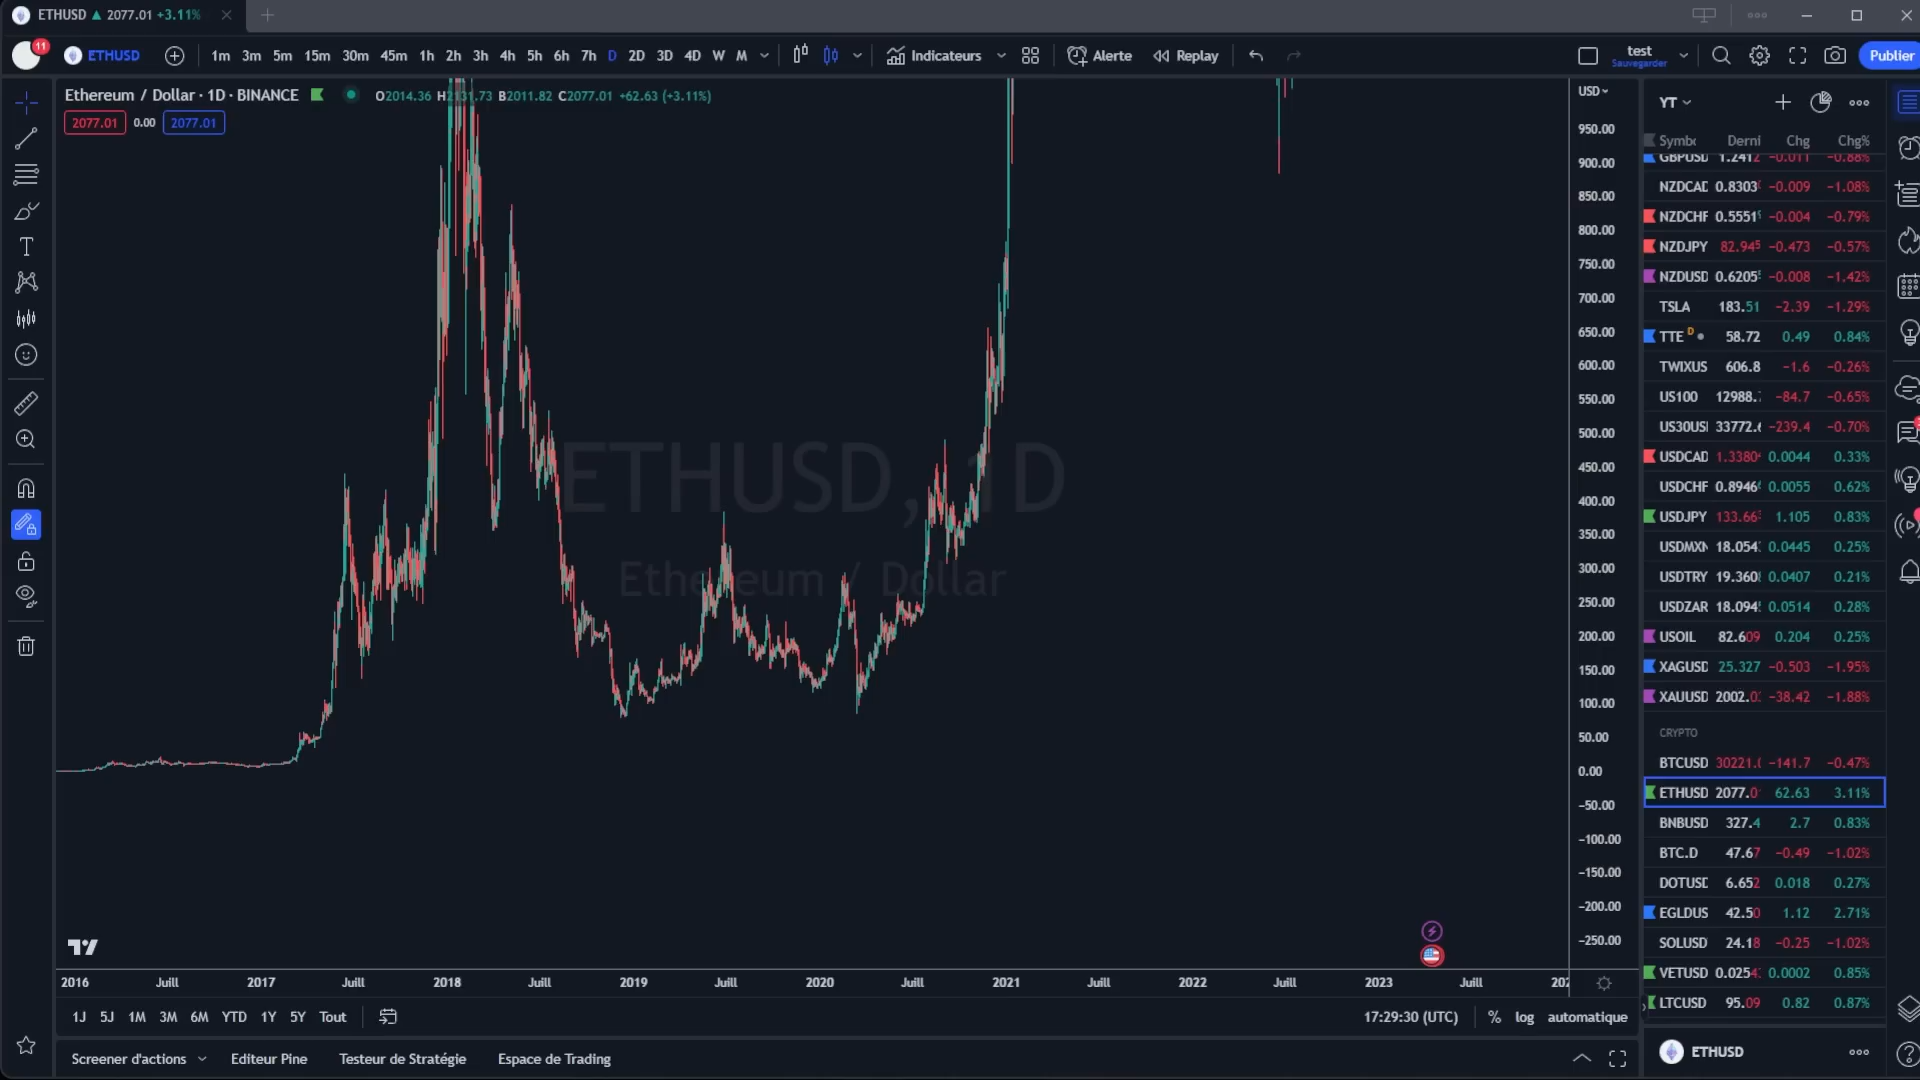 ETHUSD ▲ 2077.01 +3.11%
11 ETHUSD 1m 3m 5m 15m 30m 45m 1h 2h 3h 4h 5h 6h 7h D 2D 3D 4D W M Indicateurs Alerte Replay test Sauvegarder Publier
Ethereum / Dollar · 1D · BINANCE O2014.36 H2131.73 B2011.82 C2077.01 +62.63 (+3.11%)
2077.01 0.00 2077.01
ETHUSD, 1D
Ethereum / Dollar
USD
950.00
900.00
850.00
800.00
750.00
700.00
650.00
600.00
550.00
500.00
450.00
400.00
350.00
300.00
250.00
200.00
150.00
100.00
50.00
0.00
−50.00
−100.00
−150.00
−200.00
−250.00
2016 Juill 2017 Juill 2018 Juill 2019 Juill 2020 Juill 2021 Juill 2022 Juill 2023 Juill
1J 5J 1M 3M 6M YTD 1Y 5Y Tout 17:29:30 (UTC) % log automatique
Screener d'actions Editeur Pine Testeur de Stratégie Espace de Trading
YT
Symbo Derni Chg Chg%
GBPUSD 1.2412 −0.011 −0.88%
NZDCAD 0.8303 −0.009 −1.08%
NZDCHF 0.5551 −0.004 −0.79%
NZDJPY 82.945 −0.473 −0.57%
NZDUSD 0.6205 −0.008 −1.42%
TSLA 183.51 −2.39 −1.29%
TTE D 58.72 0.49 0.84%
TWIXUS 606.8 −1.6 −0.26%
US100 12988. −84.7 −0.65%
US30USD 33772. −239.4 −0.70%
USDCAD 1.3380 0.0044 0.33%
USDCHF 0.8946 0.0055 0.62%
USDJPY 133.66 1.105 0.83%
USDMXN 18.054 0.0445 0.25%
USDTRY 19.360 0.0407 0.21%
USDZAR 18.094 0.0514 0.28%
USOIL 82.609 0.204 0.25%
XAGUSD 25.327 −0.503 −1.95%
XAUUSD 2002.0 −38.42 −1.88%
CRYPTO
BTCUSD 30221. −141.7 −0.47%
ETHUSD 2077.0 62.63 3.11%
BNBUSD 327.4 2.7 0.83%
BTC.D 47.67 −0.49 −1.02%
DOTUSD 6.652 0.018 0.27%
EGLDUS 42.50 1.12 2.71%
SOLUSD 24.18 −0.25 −1.02%
VETUSD 0.0254 0.0002 0.85%
LTCUSD 95.09 0.82 0.87%
ETHUSD